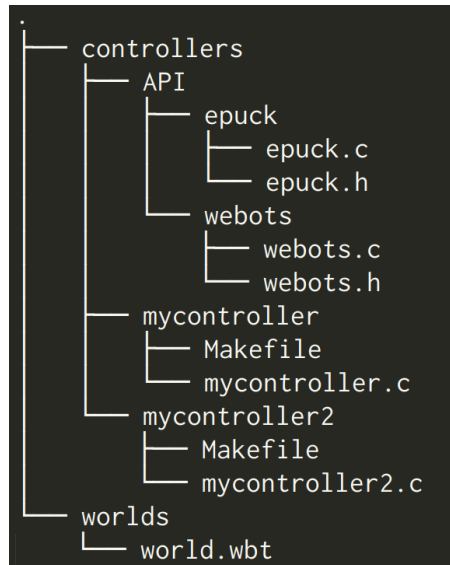 .
├── controllers
│   ├── API
│   │   ├── epuck
│   │   │   ├── epuck.c
│   │   │   └── epuck.h
│   │   └── webots
│   │       ├── webots.c
│   │       └── webots.h
│   ├── mycontroller
│   │   ├── Makefile
│   │   └── mycontroller.c
│   └── mycontroller2
│       ├── Makefile
│       └── mycontroller2.c
└── worlds
    └── world.wbt